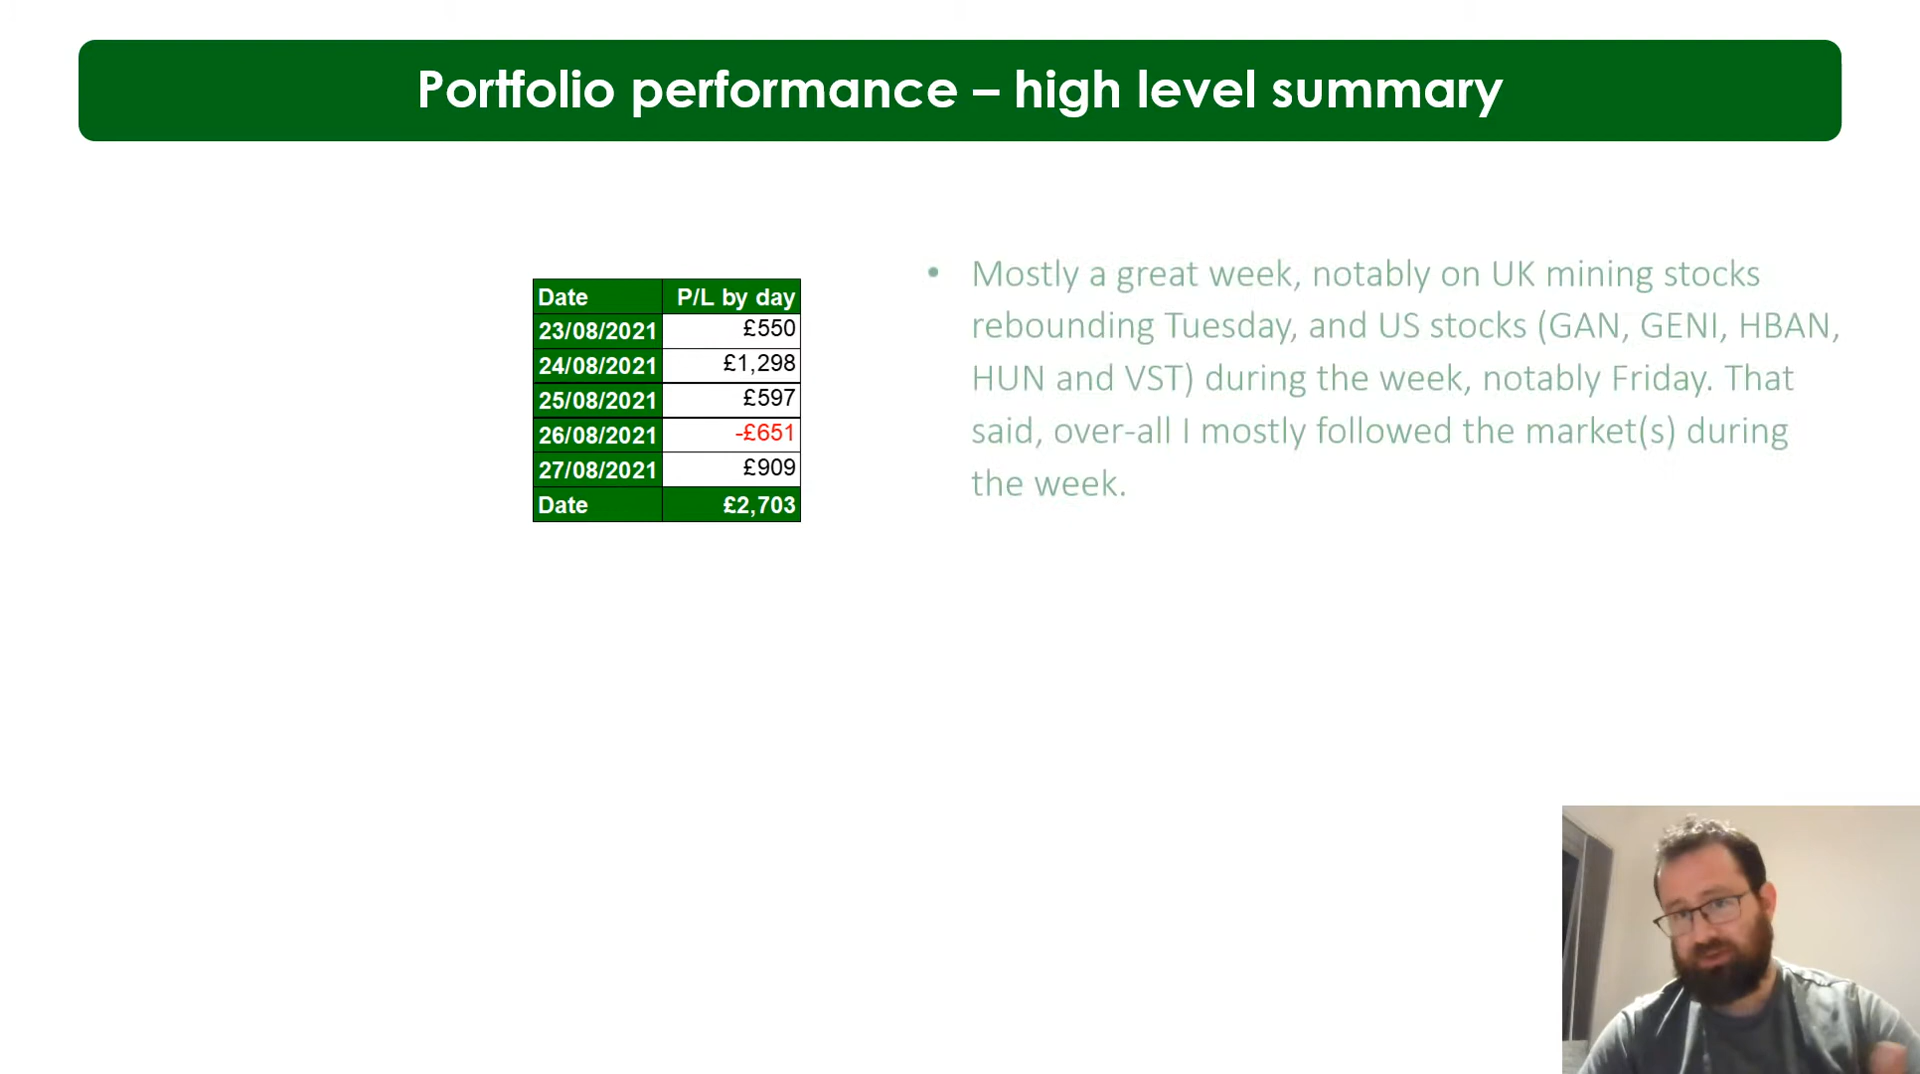 Portfolio performance – high level summary
Date P/L by day
23/08/2021 £550
24/08/2021 £1,298
25/08/2021 £597
26/08/2021 -£651
27/08/2021 £909
Date £2,703
• Mostly a great week, notably on UK mining stocks
rebounding Tuesday, and US stocks (GAN, GENI, HBAN,
HUN and VST) during the week, notably Friday. That
said, over-all I mostly followed the market(s) during
the week.